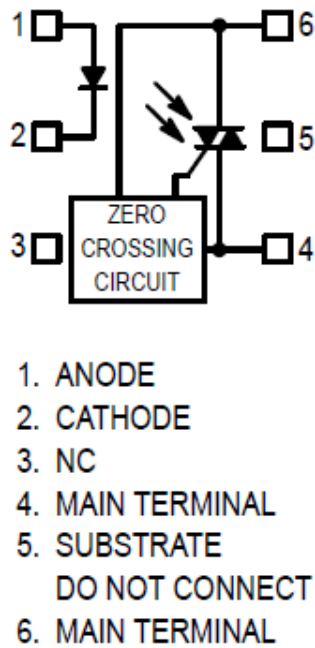 1
6
2
5
3
4
ZERO
CROSSING
CIRCUIT
1. ANODE
2. CATHODE
3. NC
4. MAIN TERMINAL
5. SUBSTRATE
DO NOT CONNECT
6. MAIN TERMINAL